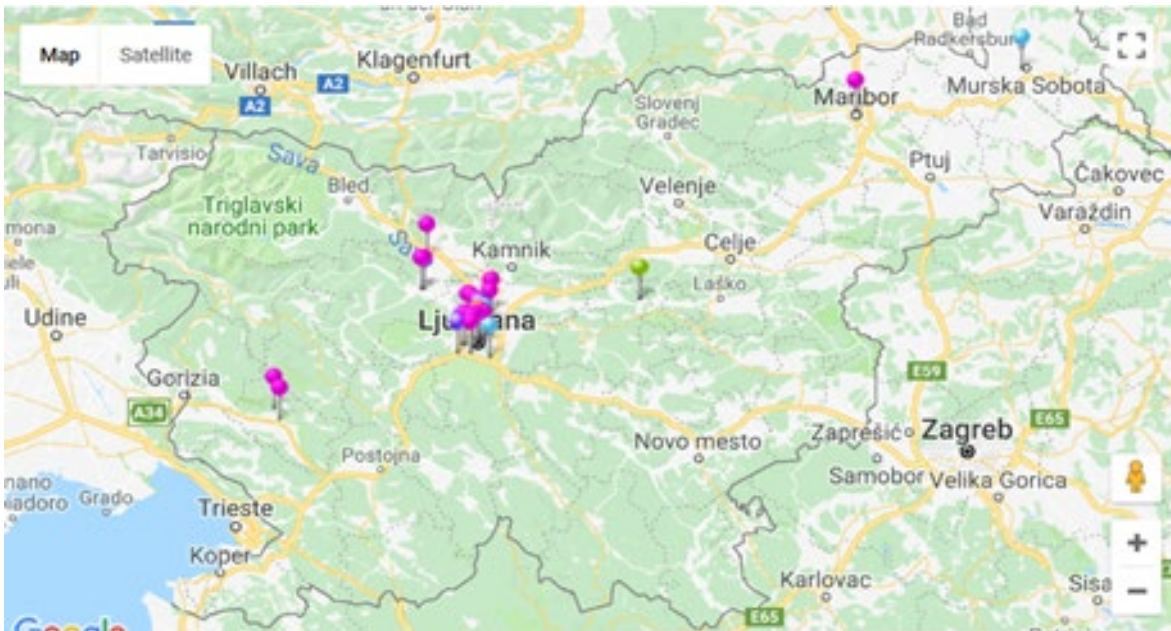 Map
Satellite
Villach
Klagenfurt
A2
A2
Bad
Radkersburg
Murska Sobota
Maribor
Slovenj
Gradec
Tarvisio
Sava
Bled
Triglavski
narodni park
Velenje
Ptuj
Čakovec
Varaždin
Kamnik
Celje
Laško
Udine
Gorizia
A34
E59
E65
Zagreb
Zaprešić
Novo mesto
Samobor
Velika Gorica
Postojna
Grado
Trieste
Koper
Karlovac
E65
Google